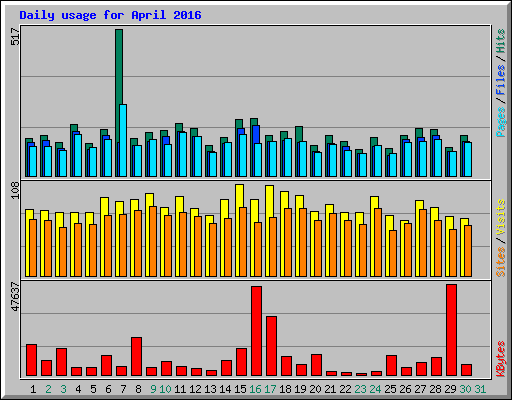 Daily usage for April 2016
517
Pages / Files / Hits
108
Sites / Visits
47637
KBytes
1 2 3 4 5 6 7 8 9 10 11 12 13 14 15 16 17 18 19 20 21 22 23 24 25 26 27 28 29 30 31